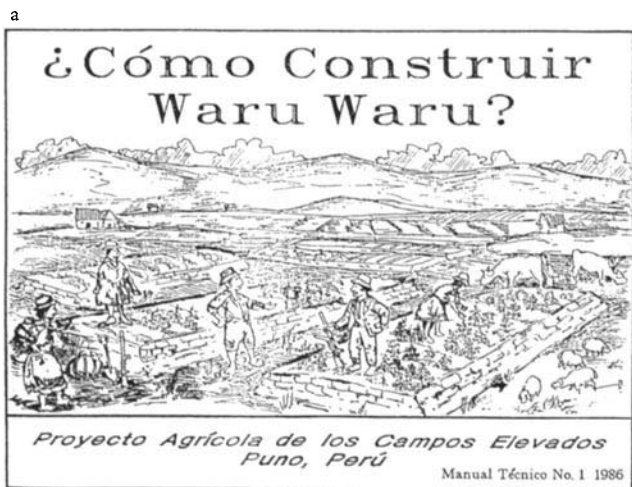 a
¿Cómo Construir
Waru Waru?
Proyecto Agrícola de los Campos Elevados
Puno, Perú
Manual Técnico No. 1 1986